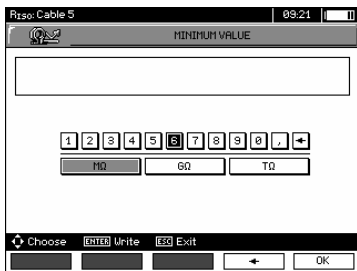 RISO: Cable 5 09:21
MINIMUM VALUE
1 2 3 4 5 6 7 8 9 0 , ←
MΩ GΩ TΩ
Choose ENTER Write ESC Exit
← OK